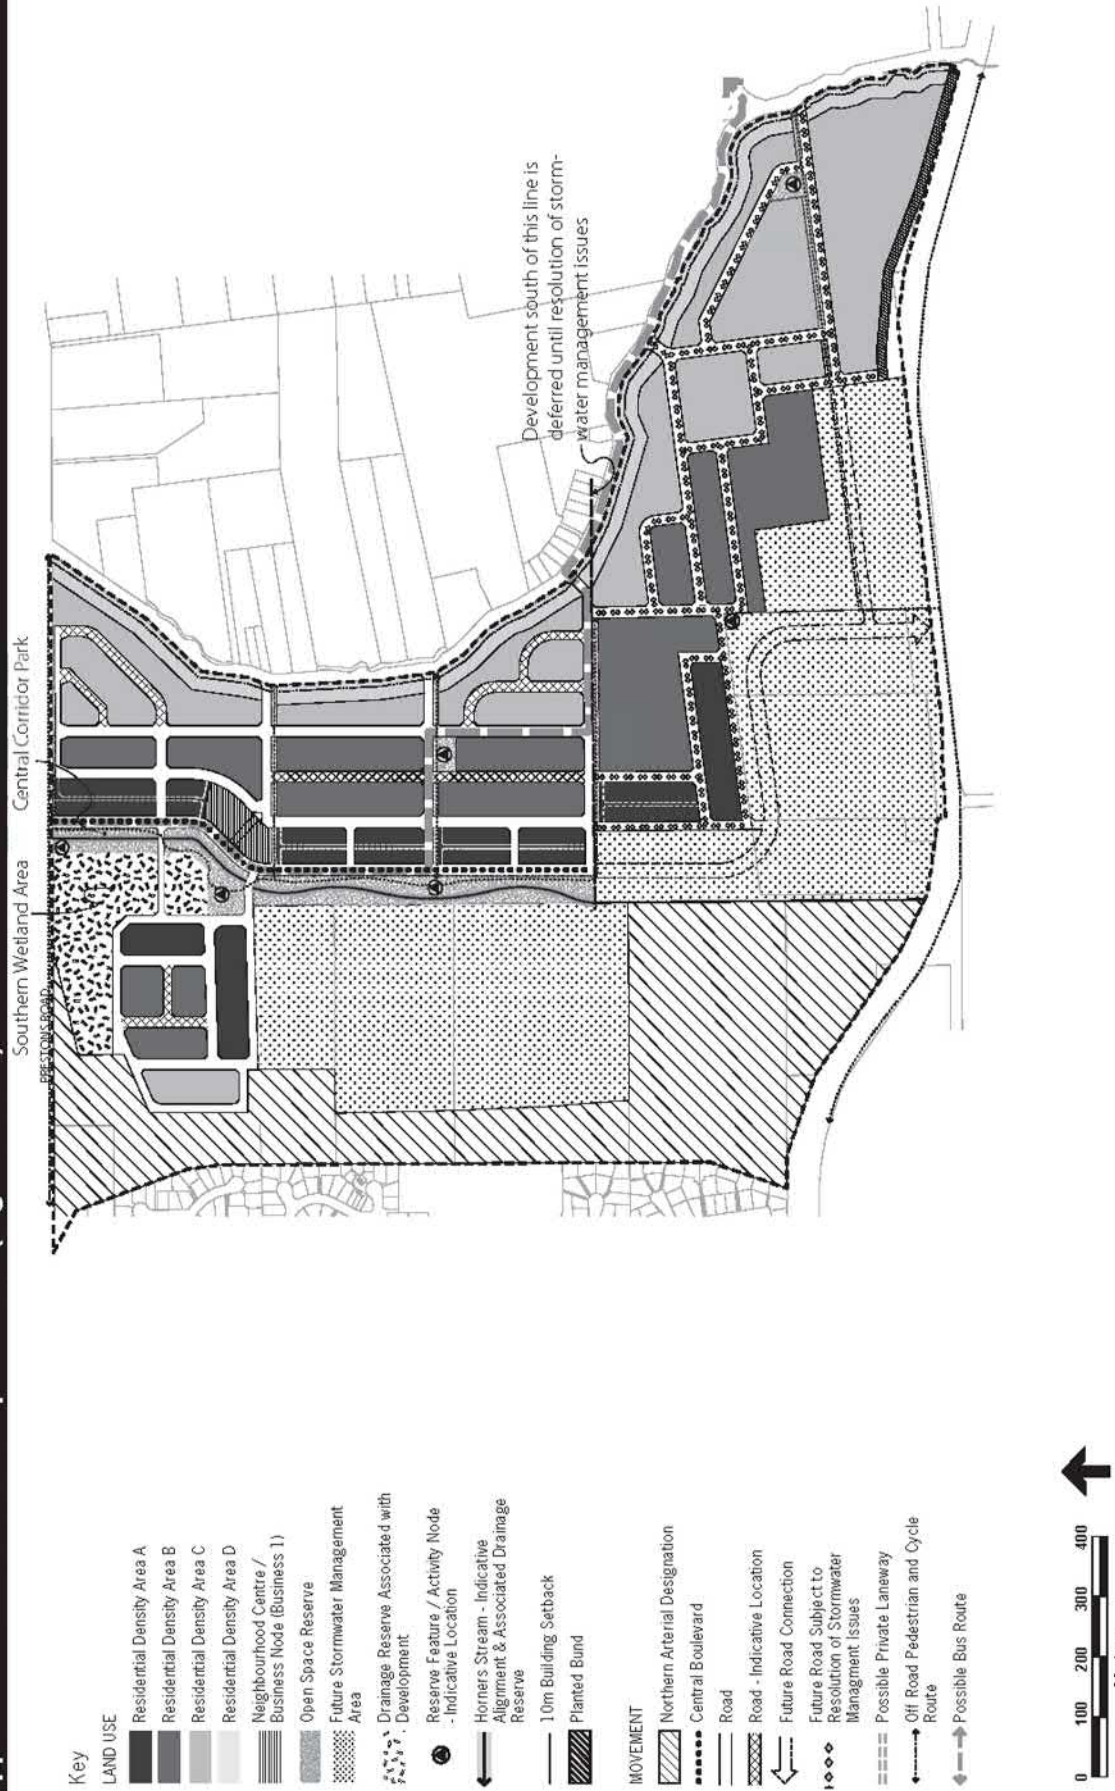 Southern Wetland Area
Central Corridor Park
PRESTONS ROAD
Development south of this line is
deferred until resolution of storm-
water management issues
Key
LAND USE
Residential Density Area A
Residential Density Area B
Residential Density Area C
Residential Density Area D
Neighbourhood Centre /
Business Node (Business 1)
Open Space Reserve
Future Stormwater Management
Area
Drainage Reserve Associated with
Development
Reserve Feature / Activity Node
- Indicative Location
Horners Stream - Indicative
Alignment & Associated Drainage
Reserve
10m Building Setback
Planted Bund
MOVEMENT
Northern Arterial Designation
Central Boulevard
Road
Road - Indicative Location
Future Road Connection
Future Road Subject to
Resolution of Stormwater
Managment Issues
Possible Private Laneway
Off Road Pedestrian and Cycle
Route
Possible Bus Route
0 100 200 300 400